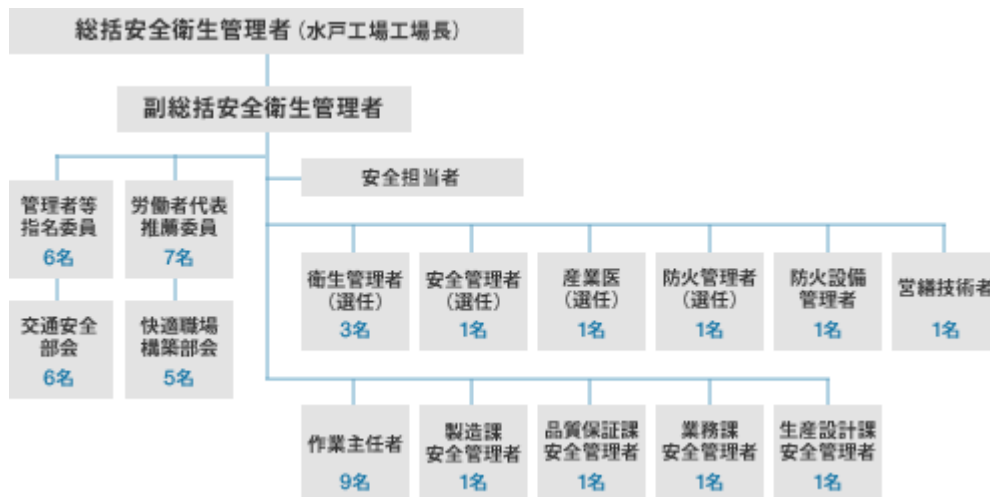 総括安全衛生管理者（水戸工場工場長）
副総括安全衛生管理者
安全担当者
管理者等
指名委員
6名
労働者代表
推薦委員
7名
交通安全
部会
6名
快適職場
構築部会
5名
衛生管理者
（選任）
3名
安全管理者
（選任）
1名
産業医
（選任）
1名
防火管理者
（選任）
1名
防火設備
管理者
1名
営繕技術者
1名
作業主任者
9名
製造課
安全管理者
1名
品質保証課
安全管理者
1名
業務課
安全管理者
1名
生産設計課
安全管理者
1名